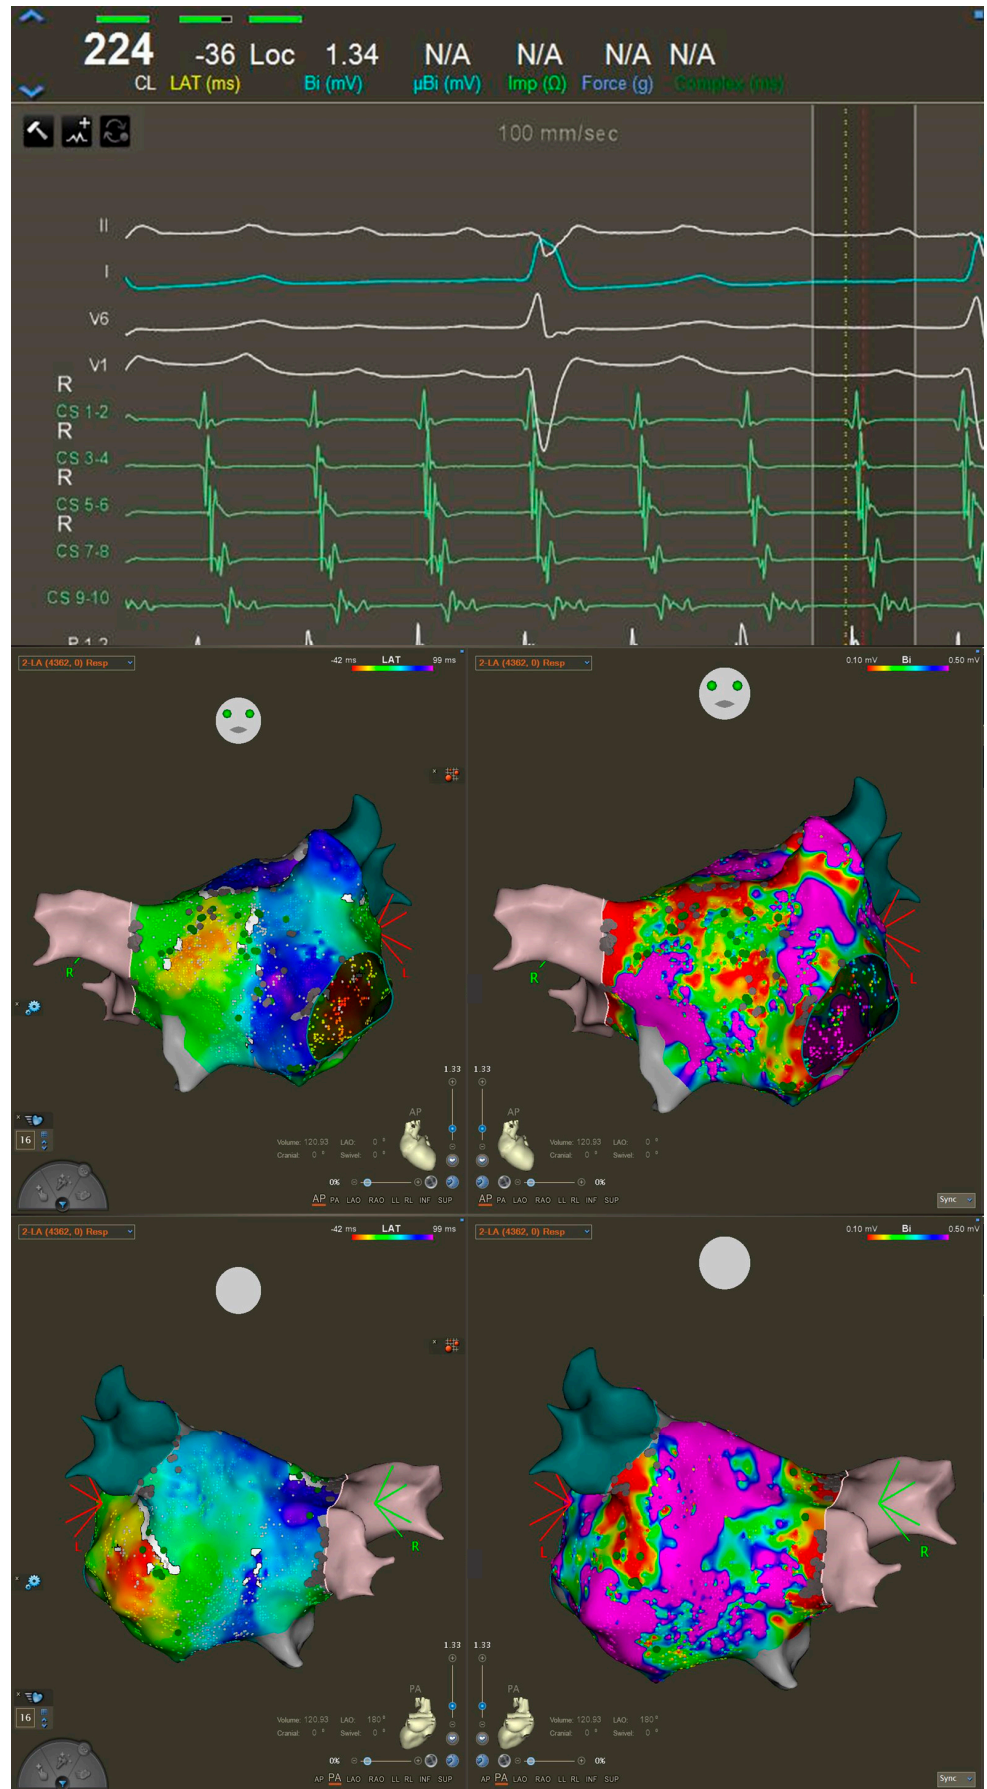 224 -36 Loc 1.34 N/A N/A N/A N/A
CL LAT (ms) Bi (mV) µBi (mV) Imp (Ω) Force (g) Complex (ms)
100 mm/sec
II
I
V6
V1
R
CS 1-2
R
CS 3-4
R
CS 5-6
R
CS 7-8
CS 9-10
2-LA (4362, 0) Resp -42 ms LAT 99 ms
2-LA (4362, 0) Resp 0.10 mV Bi 0.50 mV
R L
R L
1.33 1.33
AP AP
16
Volume: 120.93 LAO: 0 °
Cranial: 0 ° Swivel: 0 °
Volume: 120.93 LAO: 0 °
Cranial: 0 ° Swivel: 0 °
0% 0%
AP PA LAO RAO LL RL INF SUP
AP PA LAO RAO LL RL INF SUP
Sync
2-LA (4362, 0) Resp -42 ms LAT 99 ms
2-LA (4362, 0) Resp 0.10 mV Bi 0.50 mV
L R
L R
1.33 1.33
PA PA
16
Volume: 120.93 LAO: 180 °
Cranial: 0 ° Swivel: 0 °
Volume: 120.93 LAO: 180 °
Cranial: 0 ° Swivel: 0 °
0% 0%
AP PA LAO RAO LL RL INF SUP
AP PA LAO RAO LL RL INF SUP
Sync